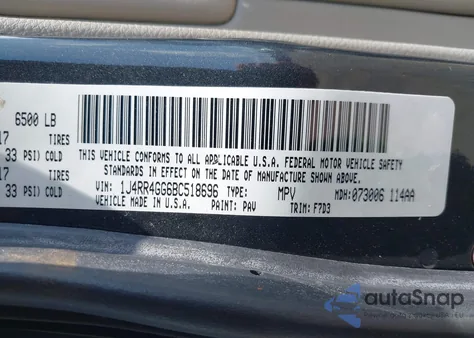 6500 LB
17 TIRES
33 PSI) COLD
17 TIRES
33 PSI) COLD
THIS VEHICLE CONFORMS TO ALL APPLICABLE U.S.A. FEDERAL MOTOR VEHICLE SAFETY
STANDARDS IN EFFECT ON THE DATE OF MANUFACTURE SHOWN ABOVE.
VIN: 1J4RR4GG6BC518696 TYPE: MPV MDH: 073006 114AA
VEHICLE MADE IN U.S.A. PAINT: PAV TRIM: F7D3
autoSnap